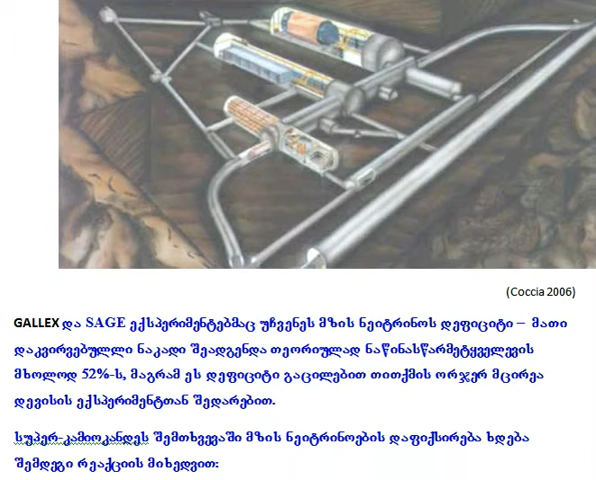 (Coccia 2006)
GALLEX და SAGE ექსპერიმენტებმაც უჩვენეს მზის ნეიტრინოს დეფიციტი – მათი
დაკვირვებულლი ნაკადი შეადგენდა თეორიულად ნაწინასწარმეტყველევის
მხოლოდ 52%-ს, მაგრამ ეს დეფიციტი გაცილებით თითქმის ორჯერ მცირეა
დევისის ექსპერიმენტთან შედარებით.
სუპერ-კამიოკანდეს შემთხვევაში მზის ნეიტრინოების დაფიქსირება ხდება
შემდეგი რეაქციის მიხედვით: